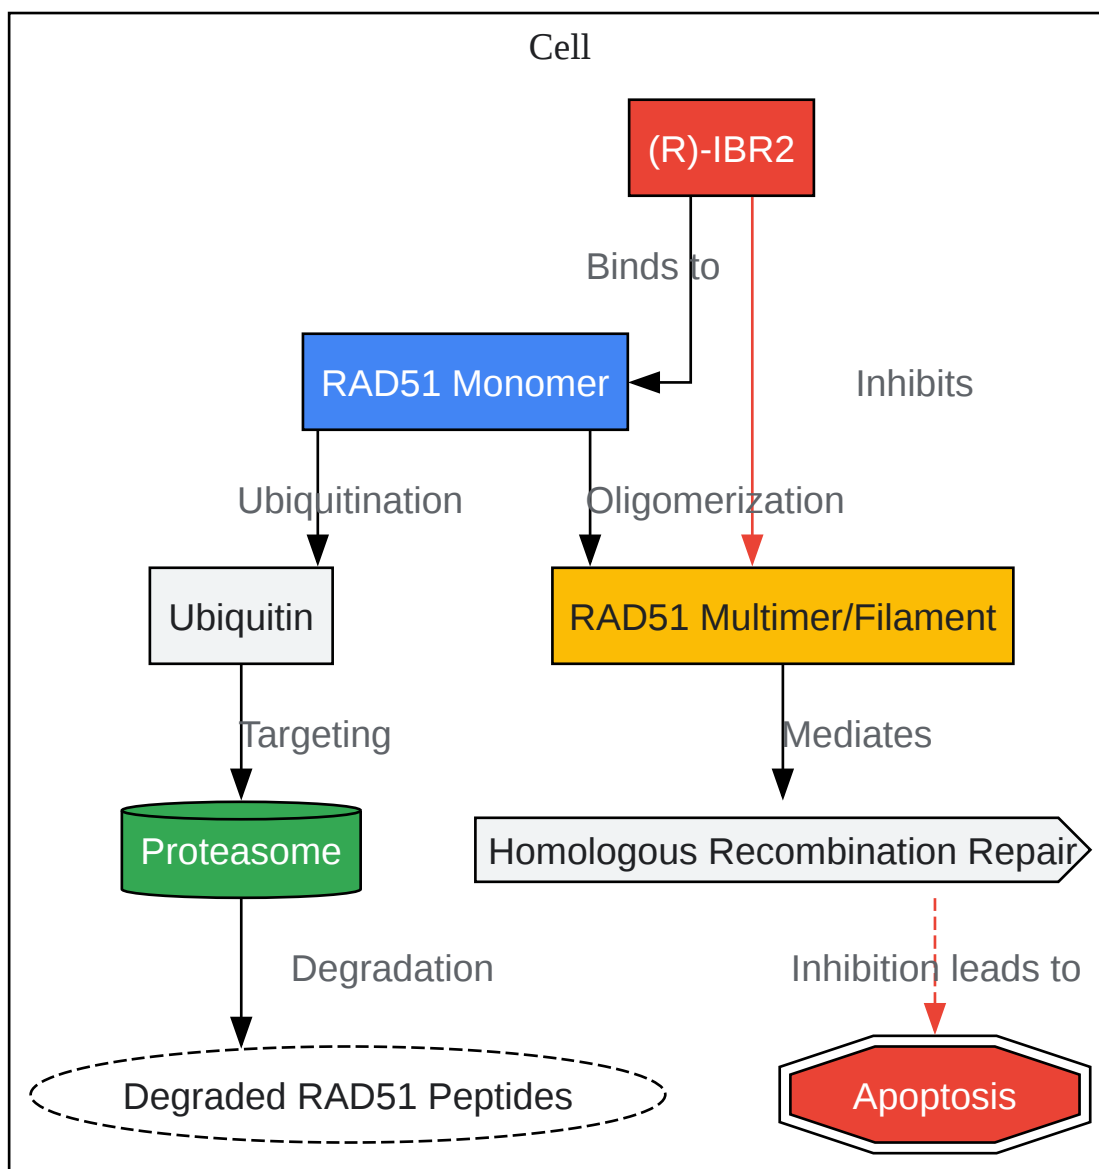 Cell
(R)-IBR2
Binds to
RAD51 Monomer
Inhibits
Ubiquitination
Oligomerization
Ubiquitin
RAD51 Multimer/Filament
Targeting
Mediates
Proteasome
Homologous Recombination Repair
Degradation
Inhibition leads to
Degraded RAD51 Peptides
Apoptosis